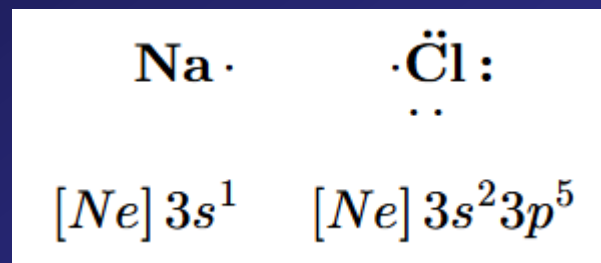 Na· ·C̈l:
. .
[Ne] 3s¹ [Ne] 3s²3p⁵